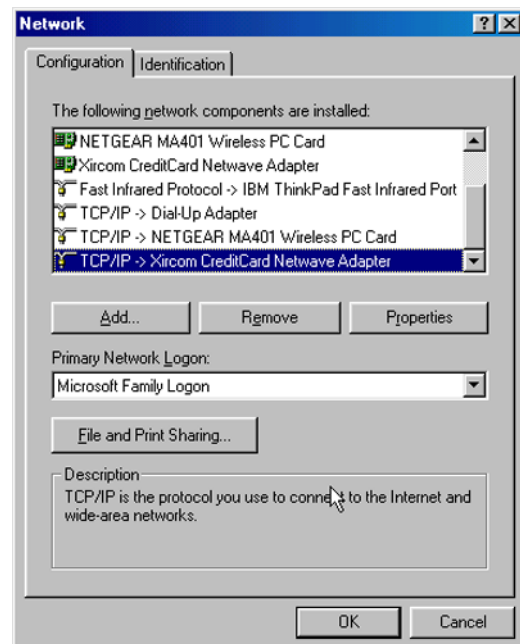 Network
Configuration Identification
The following network components are installed:
NETGEAR MA401 Wireless PC Card
Xircom CreditCard Netwave Adapter
Fast Infrared Protocol -> IBM ThinkPad Fast Infrared Port
TCP/IP -> Dial-Up Adapter
TCP/IP -> NETGEAR MA401 Wireless PC Card
TCP/IP -> Xircom CreditCard Netwave Adapter
Add... Remove Properties
Primary Network Logon:
Microsoft Family Logon
File and Print Sharing...
Description
TCP/IP is the protocol you use to connect to the Internet and
wide-area networks.
OK Cancel